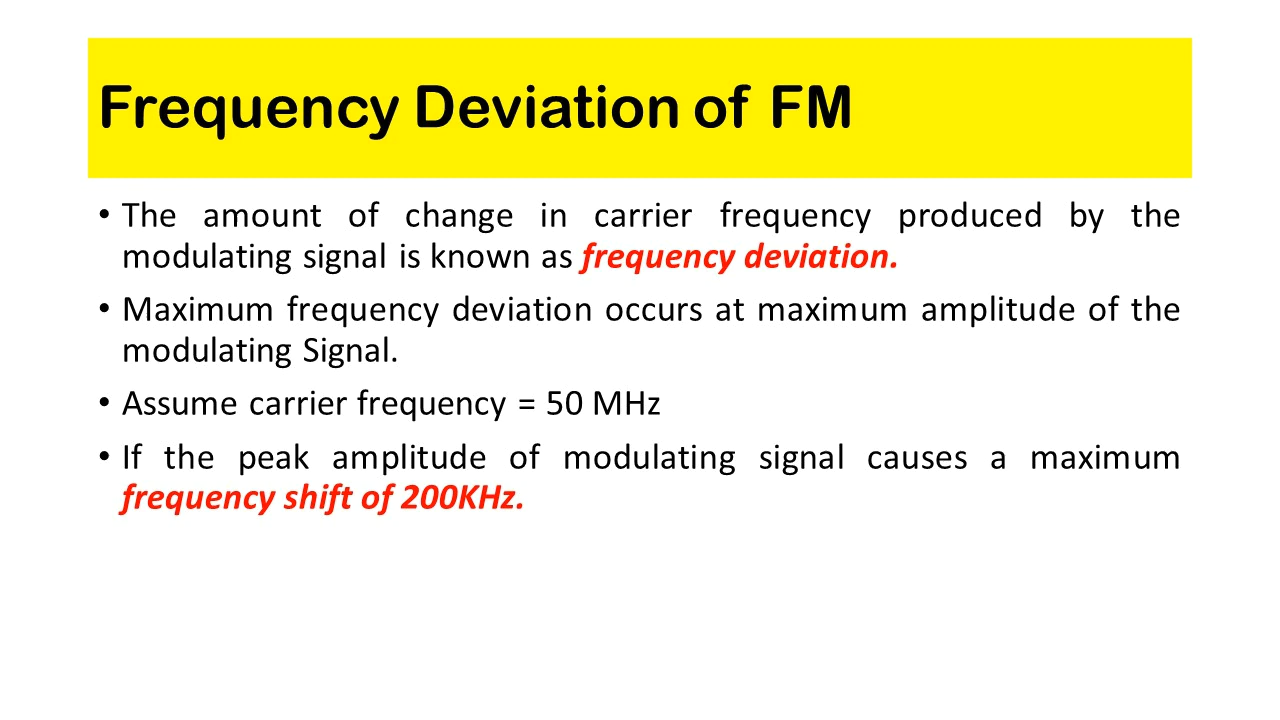 Frequency Deviation of FM
• The amount of change in carrier frequency produced by the
modulating signal is known as frequency deviation.
• Maximum frequency deviation occurs at maximum amplitude of the
modulating Signal.
• Assume carrier frequency = 50 MHz
• If the peak amplitude of modulating signal causes a maximum
frequency shift of 200KHz.